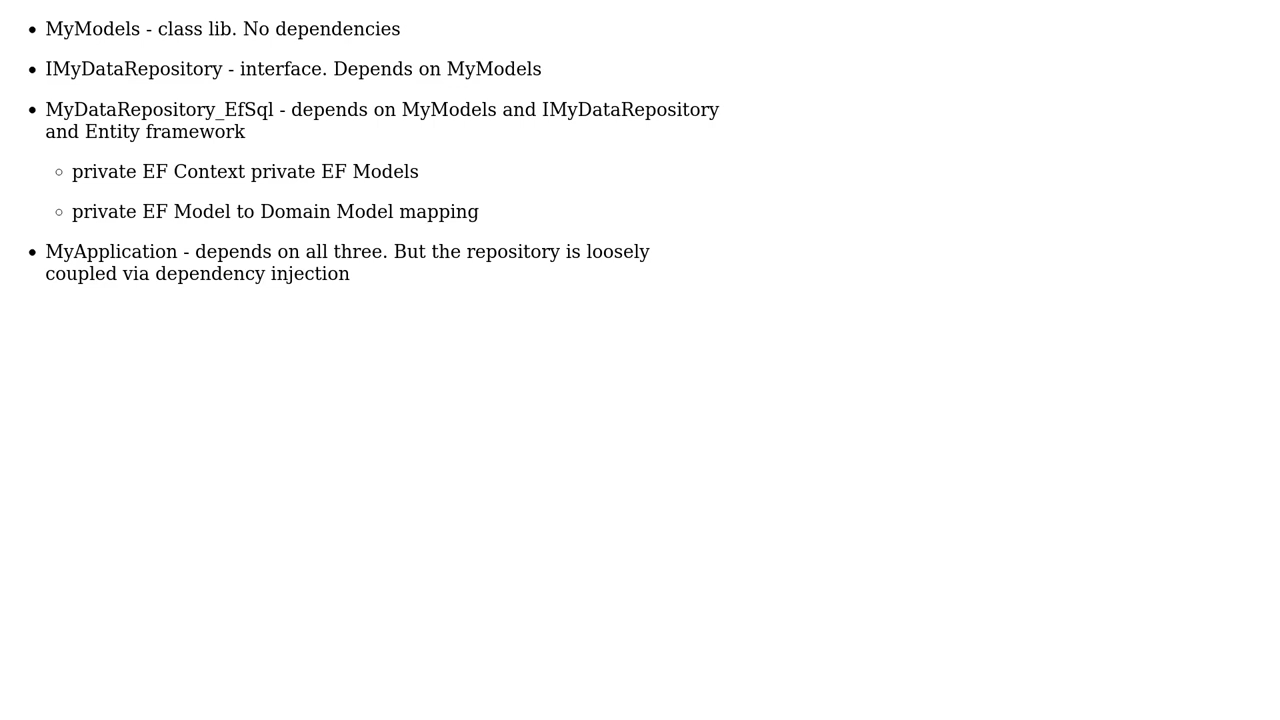 MyModels - class lib. No dependencies
IMyDataRepository - interface. Depends on MyModels
MyDataRepository_EfSql - depends on MyModels and IMyDataRepository
and Entity framework
private EF Context private EF Models
private EF Model to Domain Model mapping
MyApplication - depends on all three. But the repository is loosely
coupled via dependency injection